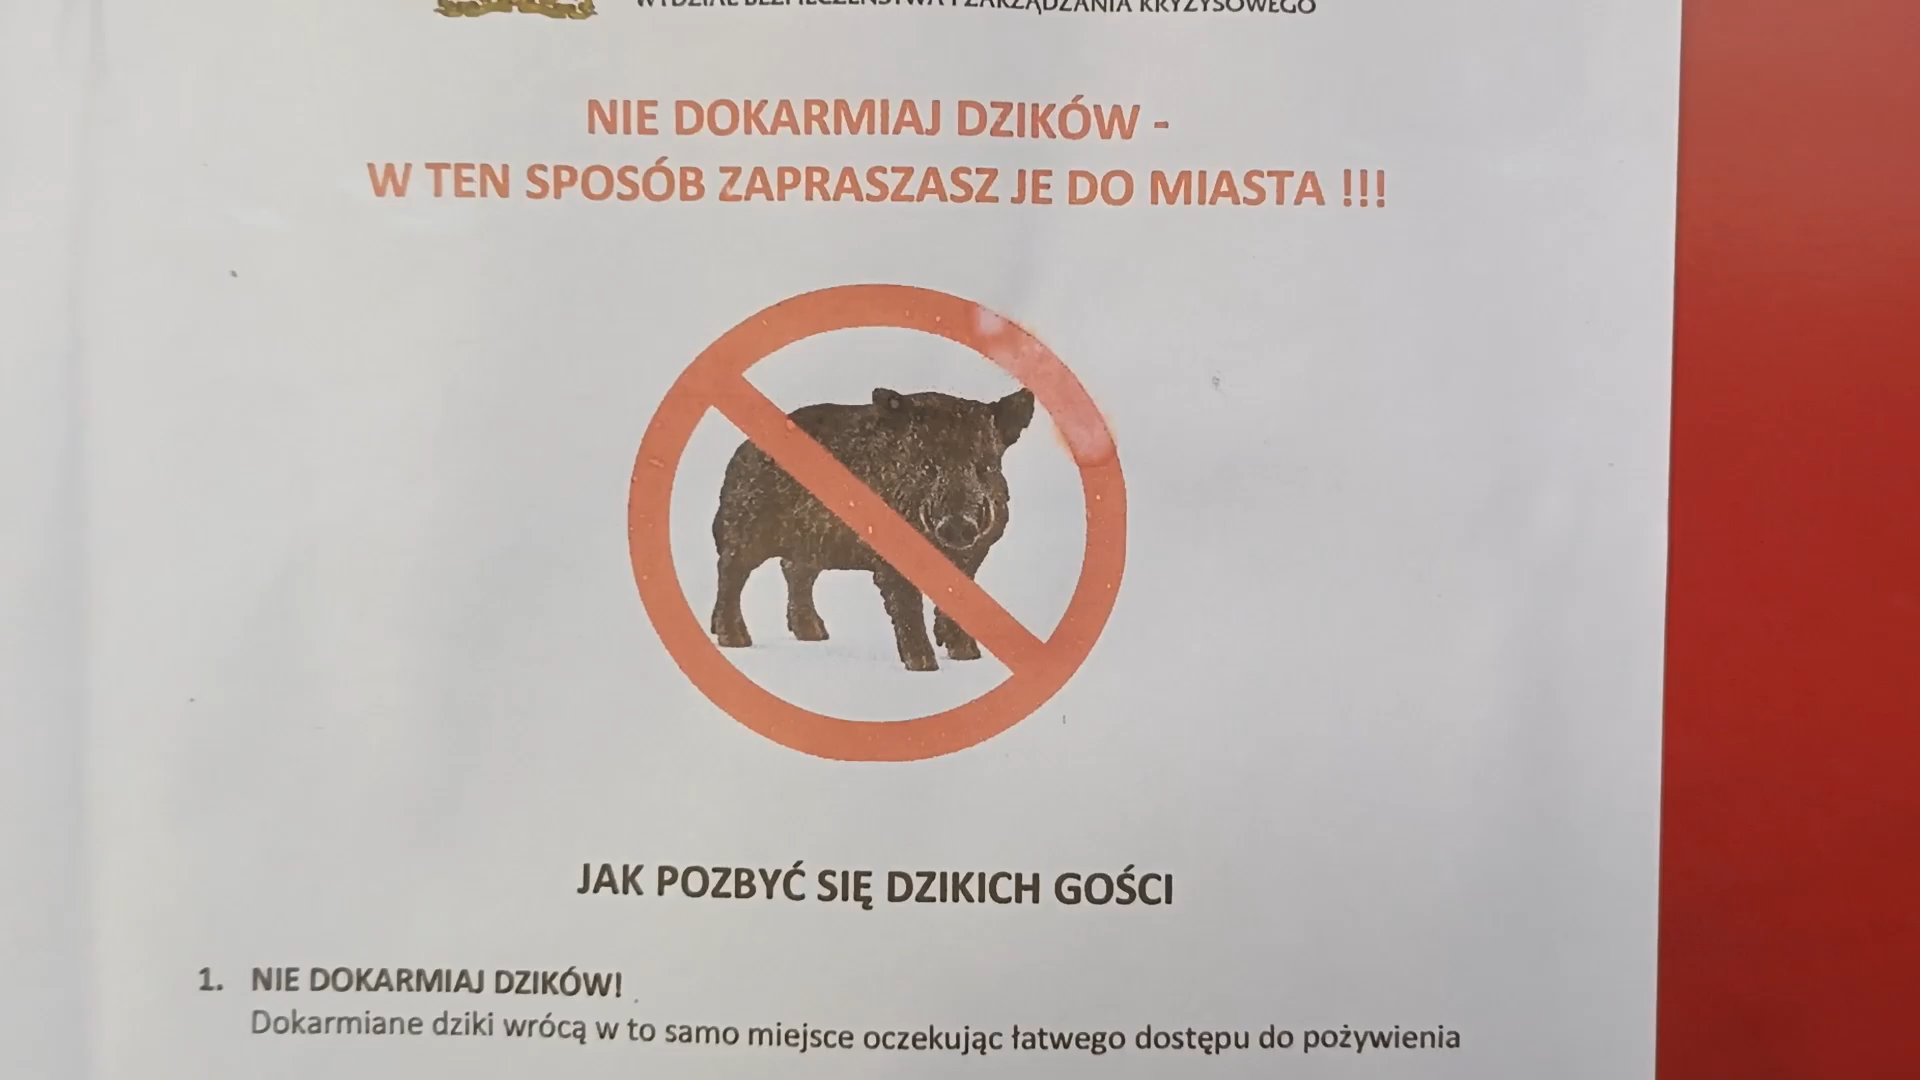 WYDZIAŁ BEZPIECZEŃSTWA I ZARZĄDZANIA KRYZYSOWEGO
NIE DOKARMIAJ DZIKÓW -
W TEN SPOSÓB ZAPRASZASZ JE DO MIASTA !!!
JAK POZBYĆ SIĘ DZIKICH GOŚCI
1. NIE DOKARMIAJ DZIKÓW!
Dokarmiane dziki wrócą w to samo miejsce oczekując łatwego dostępu do pożywienia